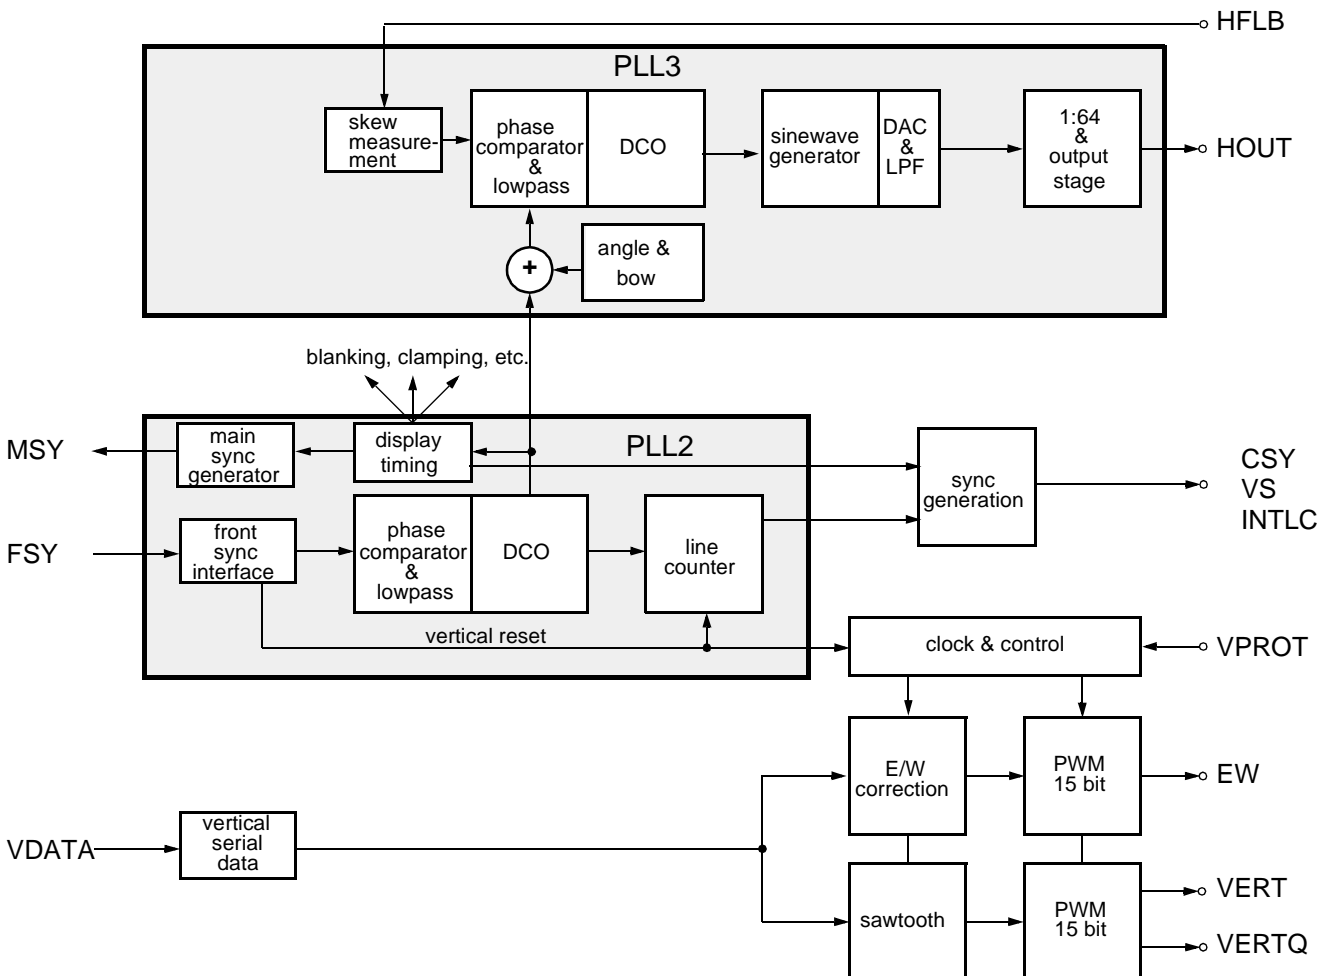 HFLB
PLL3
skew
measure-
ment
phase
comparator
&
lowpass
DCO
sinewave
generator
DAC
&
LPF
1:64
&
output
stage
HOUT
+
angle &
bow
blanking, clamping, etc.
MSY
main
sync
generator
display
timing
PLL2
sync
generation
CSY
VS
INTLC
FSY
front
sync
interface
phase
comparator
&
lowpass
DCO
line
counter
vertical reset
clock & control
VPROT
E/W
correction
PWM
15 bit
EW
VDATA
vertical
serial
data
sawtooth
PWM
15 bit
VERT
VERTQ